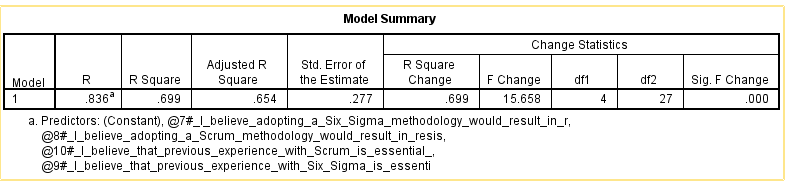 Model Summary
Change Statistics
Model R R Square Adjusted R Square Std. Error of the Estimate R Square Change F Change df1 df2 Sig. F Change
1 .836a .699 .654 .277 .699 15.658 4 27 .000
a. Predictors: (Constant), @7#_I_believe_adopting_a_Six_Sigma_methodology_would_result_in_r,
@8#_I_believe_adopting_a_Scrum_methodology_would_result_in_resis,
@10#_I_believe_that_previous_experience_with_Scrum_is_essential_,
@9#_I_believe_that_previous_experience_with_Six_Sigma_is_essenti